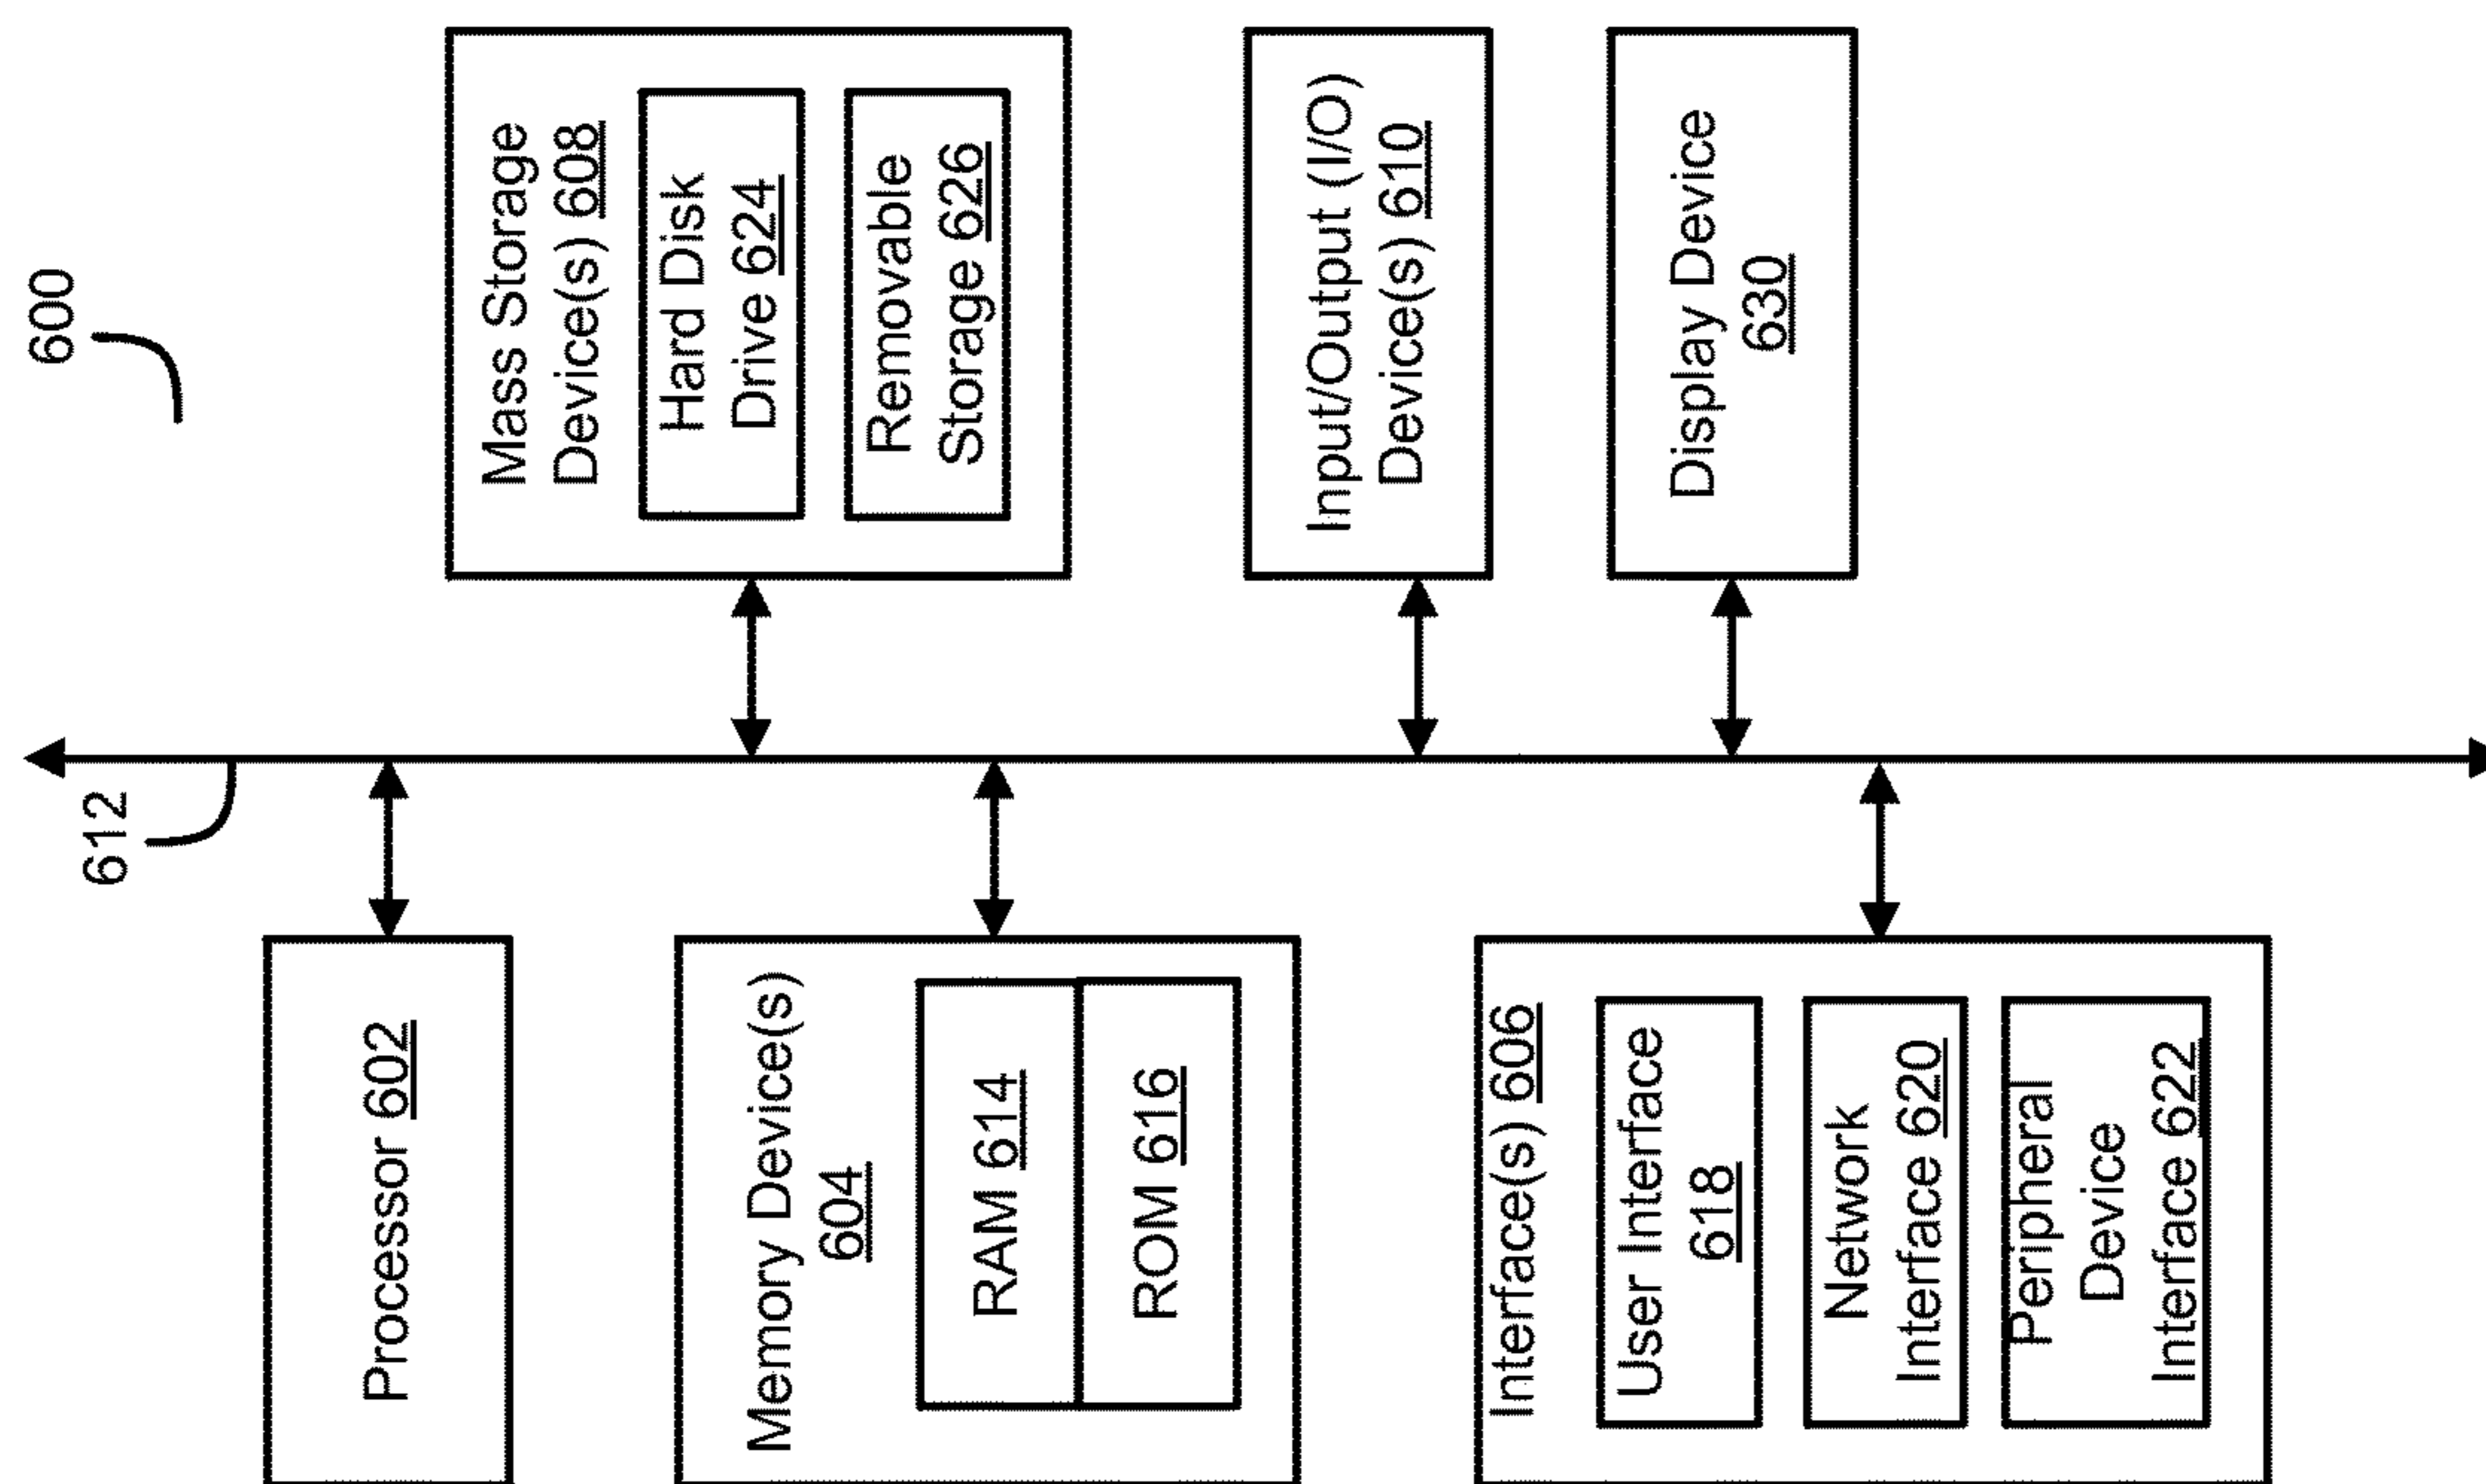 600
612
Processor 602
Memory Device(s)
604
RAM 614
ROM 616
Interface(s) 606
User Interface
618
Network
Interface 620
Peripheral
Device
Interface 622
Mass Storage
Device(s) 608
Hard Disk
Drive 624
Removable
Storage 626
Input/Output (I/O)
Device(s) 610
Display Device
630